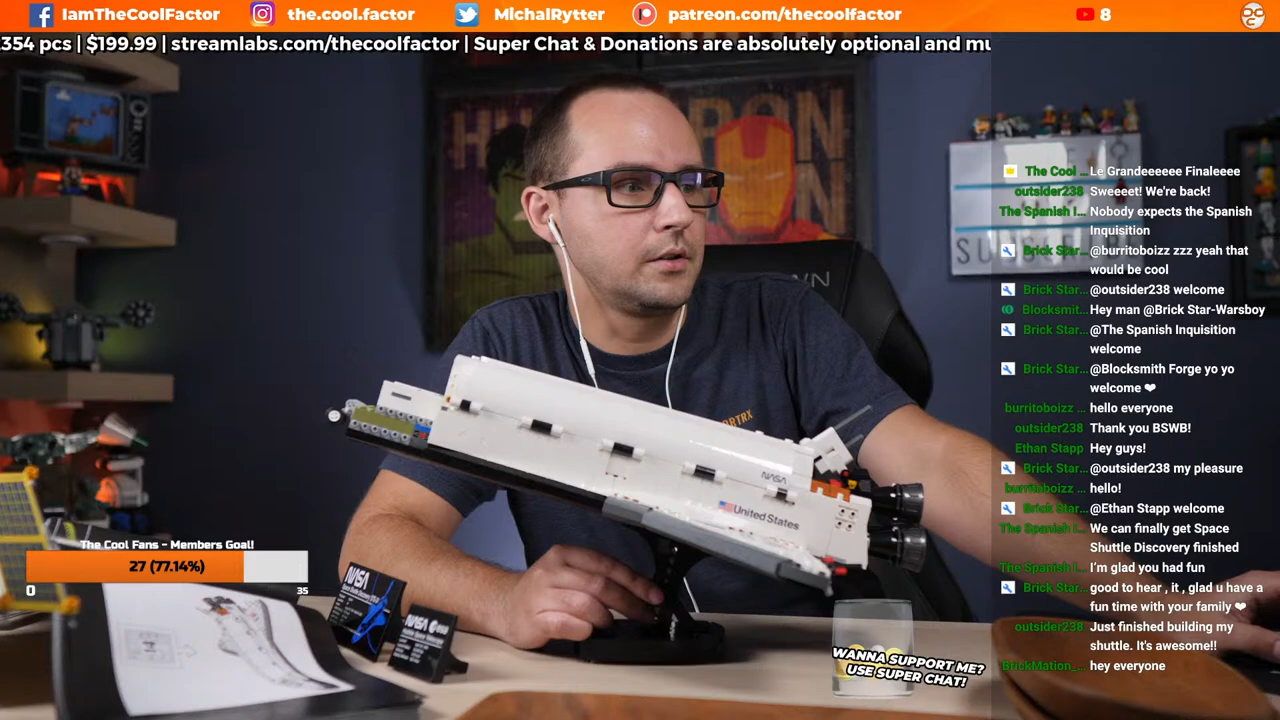 IamTheCoolFactor the.cool.factor MichalRytter patreon.com/thecoolfactor 8
354 pcs | $199.99 | streamlabs.com/thecoolfactor | Super Chat & Donations are absolutely optional and mu
The Cool ... Le Grandeeeeee Finaleeee
outsider238 Sweeeet! We're back!
The Spanish I... Nobody expects the Spanish
Inquisition
Brick Star... @burritoboizz zzz yeah that
would be cool
Brick Star... @outsider238 welcome
Blocksmit... Hey man @Brick Star-Warsboy
Brick Star... @The Spanish Inquisition
welcome
Brick Star... @Blocksmith Forge yo yo
welcome ❤
burritoboizz ... hello everyone
outsider238 Thank you BSWB!
Ethan Stapp Hey guys!
Brick Star... @outsider238 my pleasure
burritoboizz ... hello!
Brick Star... @Ethan Stapp welcome
The Spanish I... We can finally get Space
Shuttle Discovery finished
The Spanish I... I'm glad you had fun
Brick Star... good to hear , it , glad u have a
fun time with your family ❤
outsider238 Just finished building my
shuttle. It's awesome!!
BrickMation_... hey everyone
NASA
United States
The Cool Fans - Members Goal!
27 (77.14%)
0 35
NASA
NASA esa
WANNA SUPPORT ME?
USE SUPER CHAT!